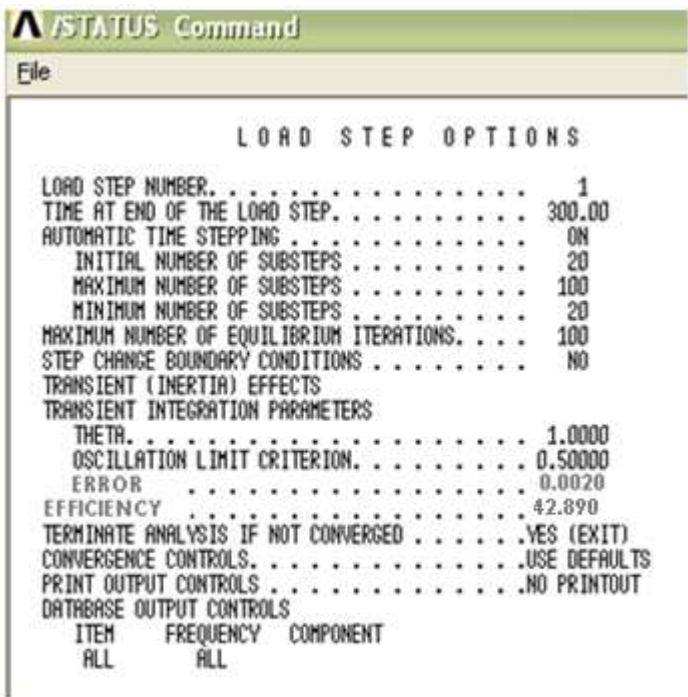 /STATUS Command
File
LOAD STEP OPTIONS
LOAD STEP NUMBER. . . . . . . . . . . . . . . . . 1
TIME AT END OF THE LOAD STEP. . . . . . . . . . 300.00
AUTOMATIC TIME STEPPING . . . . . . . . . . . . . ON
INITIAL NUMBER OF SUBSTEPS . . . . . . . . . . 20
MAXIMUM NUMBER OF SUBSTEPS . . . . . . . . . . 100
MINIMUM NUMBER OF SUBSTEPS . . . . . . . . . . 20
MAXIMUM NUMBER OF EQUILIBRIUM ITERATIONS. . . . 100
STEP CHANGE BOUNDARY CONDITIONS . . . . . . . . NO
TRANSIENT (INERTIA) EFFECTS
TRANSIENT INTEGRATION PARAMETERS
THETA. . . . . . . . . . . . . . . . . . . . 1.0000
OSCILLATION LIMIT CRITERION. . . . . . . . . 0.50000
ERROR . . . . . . . . . . . . . . . . . 0.0020
EFFICIENCY . . . . . . . . . . . . . . . . . 42.890
TERMINATE ANALYSIS IF NOT CONVERGED . . . . . .YES (EXIT)
CONVERGENCE CONTROLS. . . . . . . . . . . . . .USE DEFAULTS
PRINT OUTPUT CONTROLS . . . . . . . . . . . . .NO PRINTOUT
DATABASE OUTPUT CONTROLS
ITEM FREQUENCY COMPONENT
ALL ALL